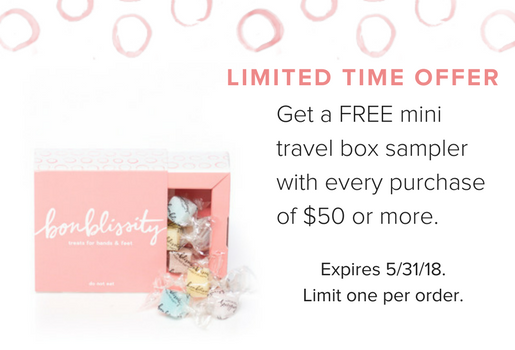 LIMITED TIME OFFER
Get a FREE mini
travel box sampler
with every purchase
of $50 or more.
bonblissity
treats for hands & feet
Expires 5/31/18.
Limit one per order.